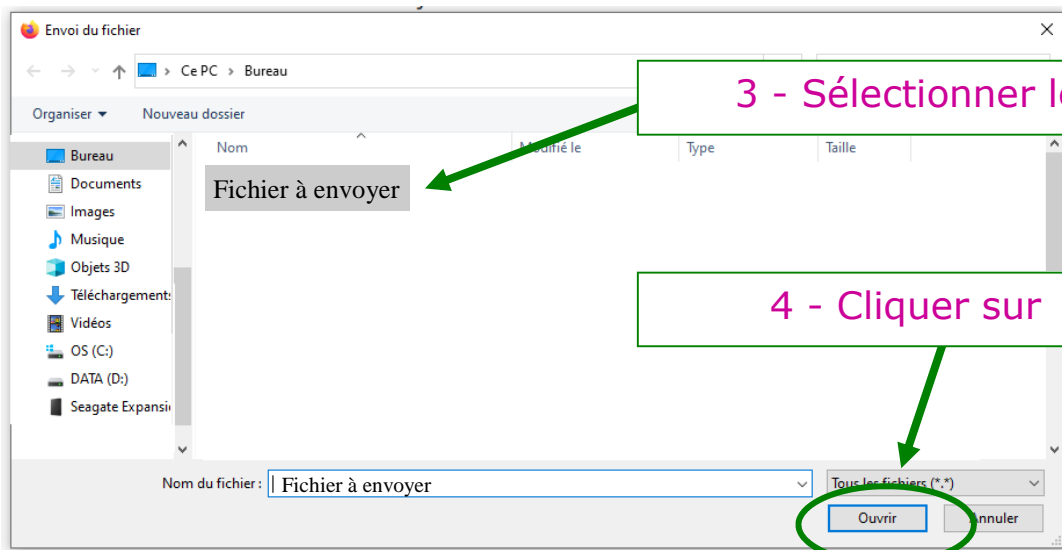 Envoi du fichier
Ce PC > Bureau
3 - Sélectionner
Organiser
Nouveau dossier
Nom
Modifié le
Type
Taille
Bureau
Documents
Images
Musique
Objets 3D
Téléchargements
Vidéos
OS (C:)
DATA (D:)
Seagate Expansi
Fichier à envoyer
4 - Cliquer sur
Nom du fichier :
Fichier à envoyer
Tous les fichiers (*.*)
Ouvrir
Annuler